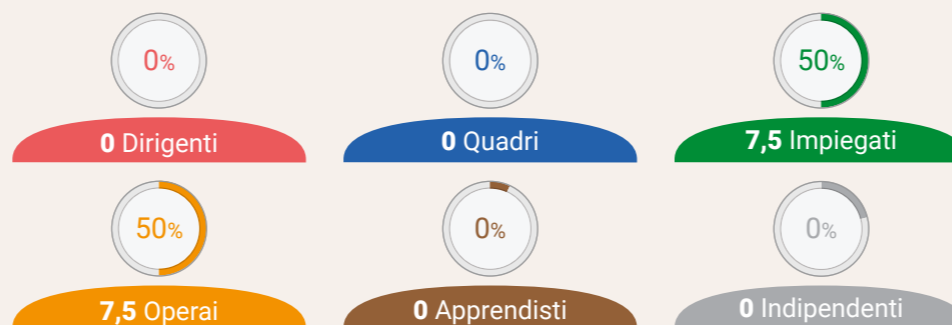 0%
0%
50%
0 Dirigenti
0 Quadri
7,5 Impiegati
50%
0%
0%
7,5 Operai
0 Apprendisti
0 Indipendenti